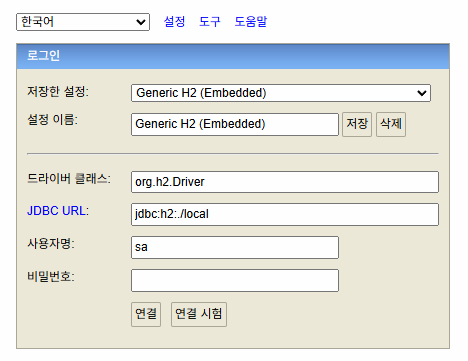 한국어 설정 도구 도움말
로그인
저장한 설정: Generic H2 (Embedded)
설정 이름: Generic H2 (Embedded) 저장 삭제
드라이버 클래스: org.h2.Driver
JDBC URL: jdbc:h2:./local
사용자명: sa
비밀번호:
연결 연결 시험